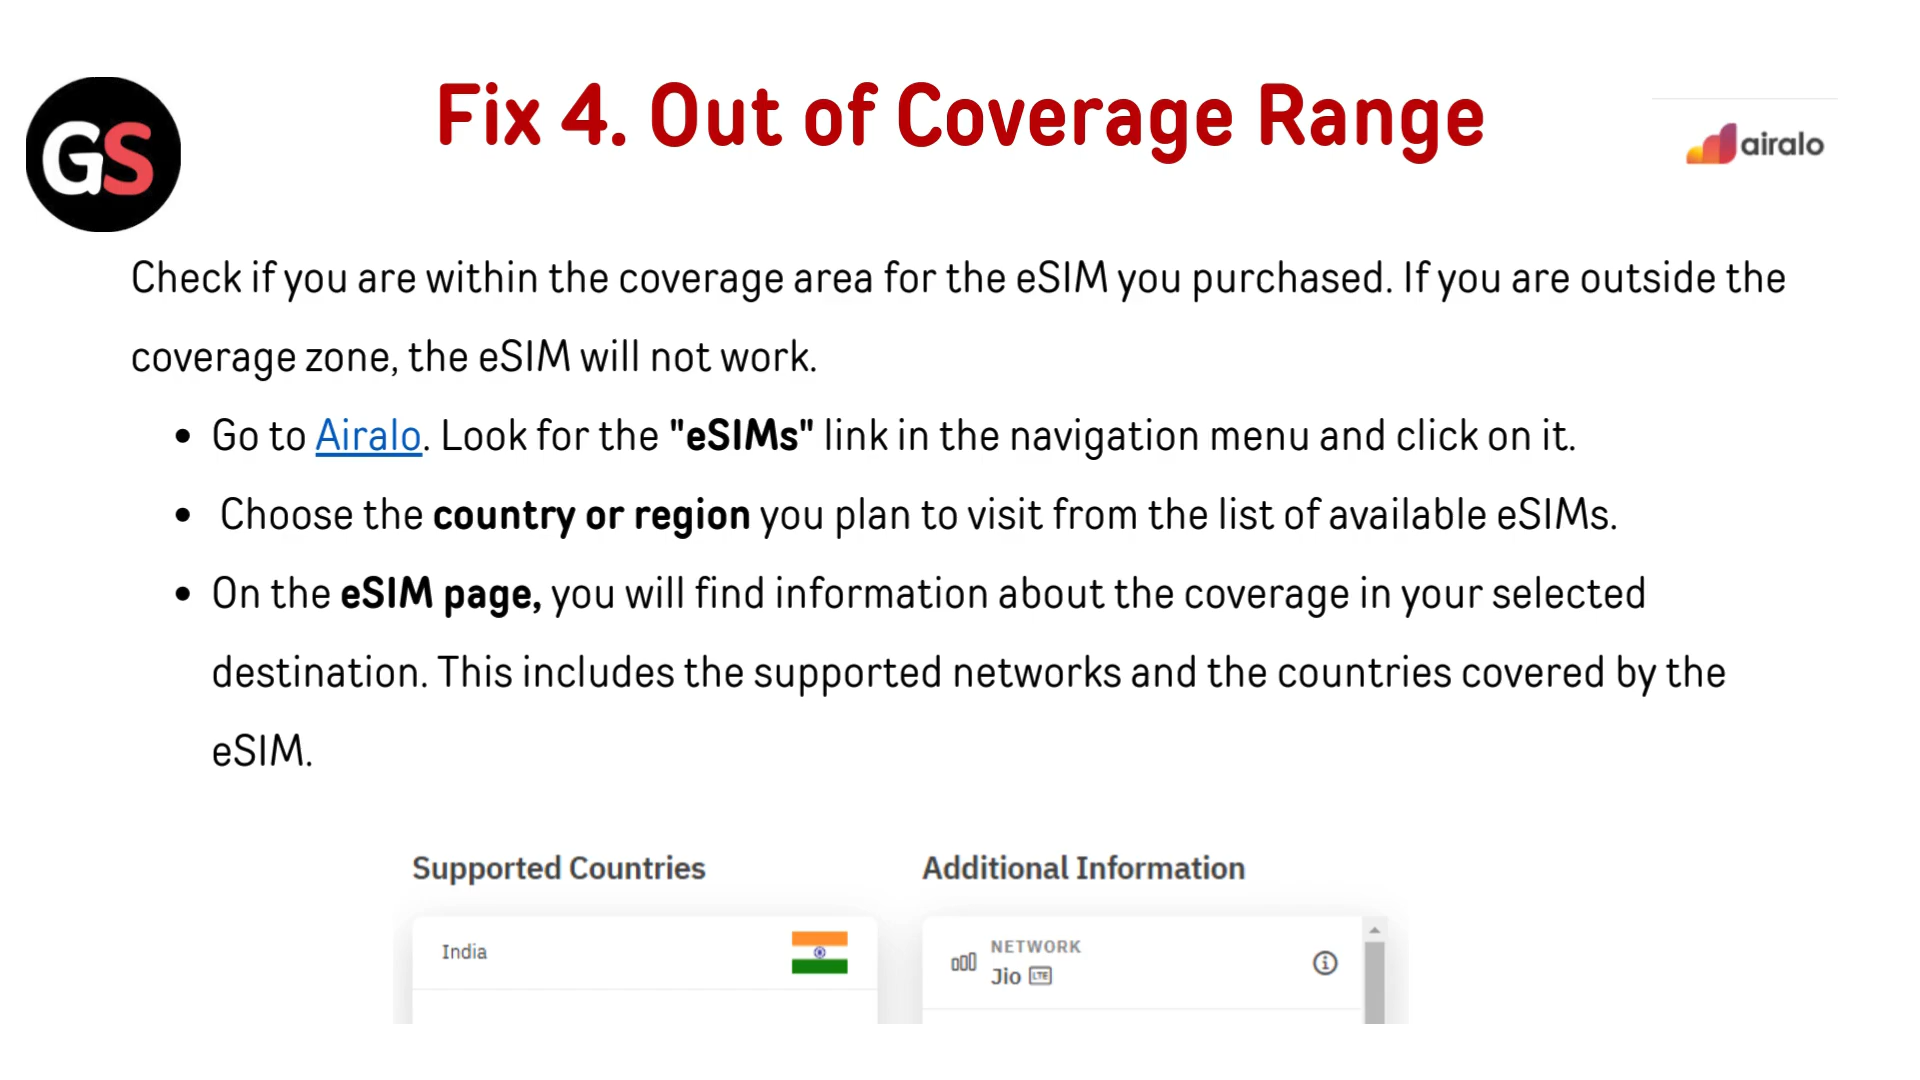 Fix 4. Out of Coverage Range
GS
airalo
Check if you are within the coverage area for the eSIM you purchased. If you are outside the
coverage zone, the eSIM will not work.
• Go to Airalo. Look for the "eSIMs" link in the navigation menu and click on it.
• Choose the country or region you plan to visit from the list of available eSIMs.
• On the eSIM page, you will find information about the coverage in your selected
destination. This includes the supported networks and the countries covered by the
eSIM.
Supported Countries
India
Additional Information
NETWORK
Jio LTE